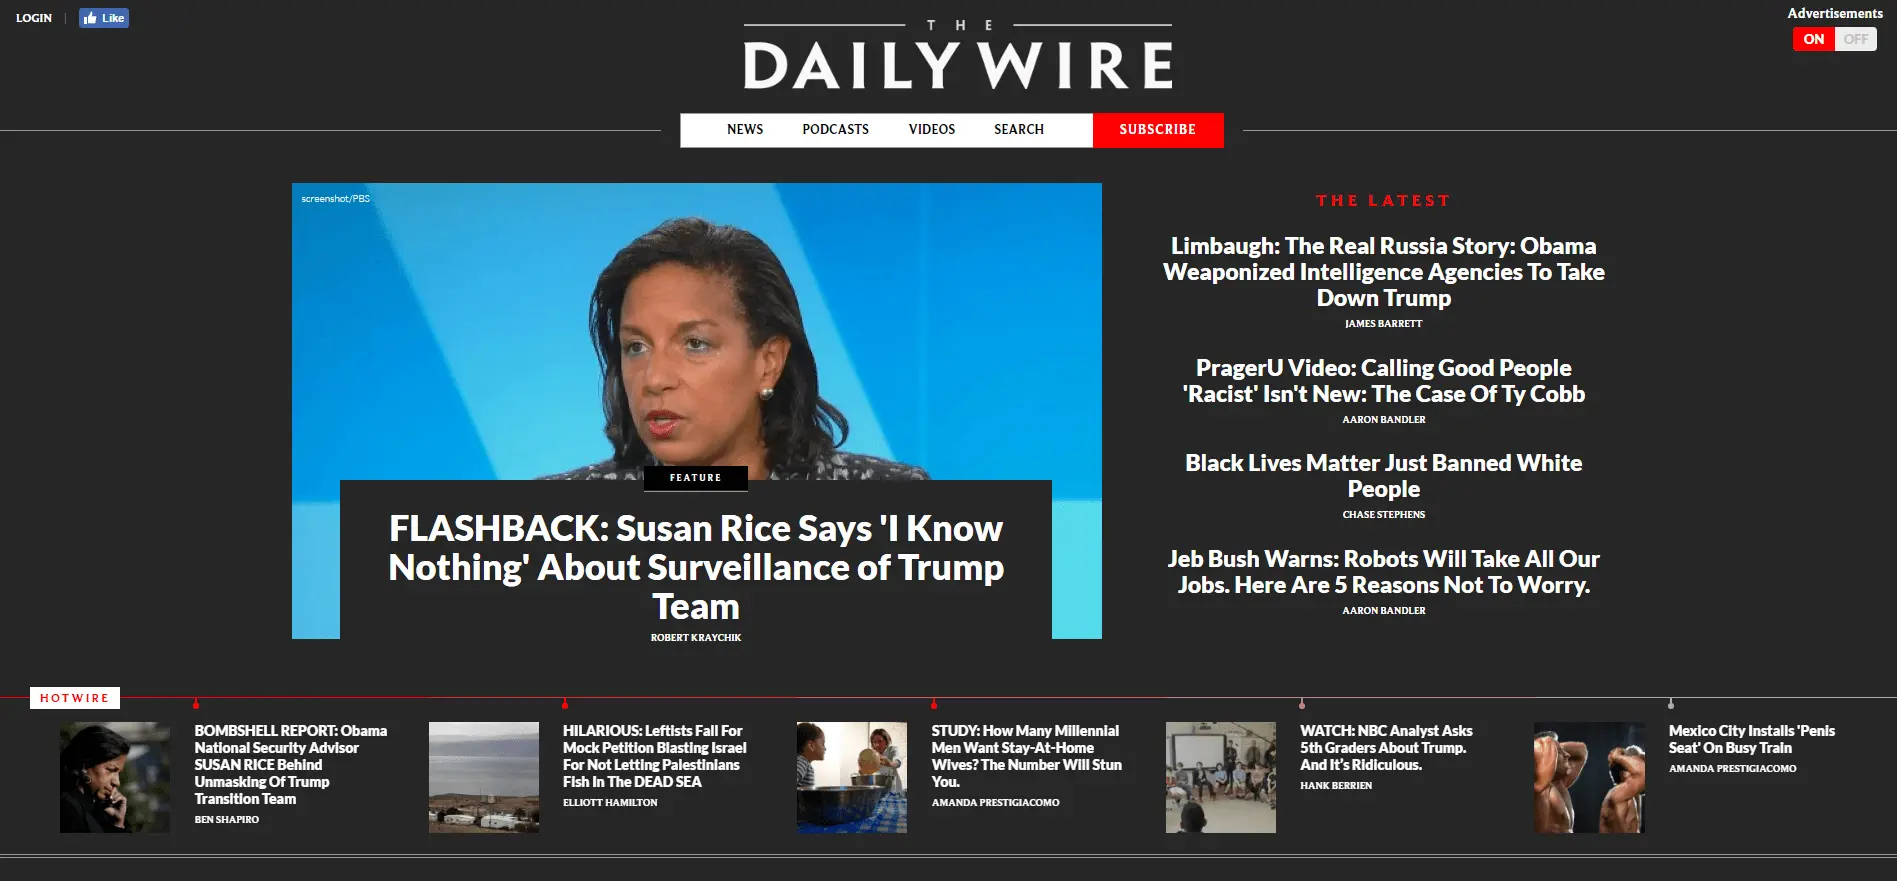 LOGIN
Like
Advertisements
ON OFF
THE
DAILY WIRE
NEWS PODCASTS VIDEOS SEARCH SUBSCRIBE
screenshot/PBS
FEATURE
FLASHBACK: Susan Rice Says 'I Know
Nothing' About Surveillance of Trump
Team
ROBERT KRAYCHIK
THE LATEST
Limbaugh: The Real Russia Story: Obama
Weaponized Intelligence Agencies To Take
Down Trump
JAMES BARRETT
PragerU Video: Calling Good People
'Racist' Isn't New: The Case Of Ty Cobb
AARON BANDLER
Black Lives Matter Just Banned White
People
CHASE STEPHENS
Jeb Bush Warns: Robots Will Take All Our
Jobs. Here Are 5 Reasons Not To Worry.
AARON BANDLER
HOTWIRE
BOMBSHELL REPORT: Obama
National Security Advisor
SUSAN RICE Behind
Unmasking Of Trump
Transition Team
BEN SHAPIRO
HILARIOUS: Leftists Fall For
Mock Petition Blasting Israel
For Not Letting Palestinians
Fish In The DEAD SEA
ELLIOTT HAMILTON
STUDY: How Many Millennial
Men Want Stay-At-Home
Wives? The Number Will Stun
You.
AMANDA PRESTIGIACOMO
WATCH: NBC Analyst Asks
5th Graders About Trump.
And It's Ridiculous.
HANK BERRIEN
Mexico City Installs 'Penis
Seat' On Busy Train
AMANDA PRESTIGIACOMO